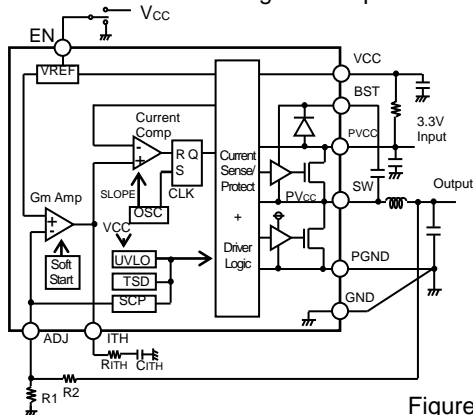 VCC
EN
VREF
VCC
BST
Current
Comp
3.3V
Input
PVCC
R Q
S
Current
Sense/
Protect
+
Driver
Logic
Gm Amp
SLOPE
CLK
PVCC
SW
Output
OSC
VCC
UVLO
Soft
Start
TSD
PGND
SCP
GND
ADJ
ITH
RITH
CITH
R1
R2
Figure